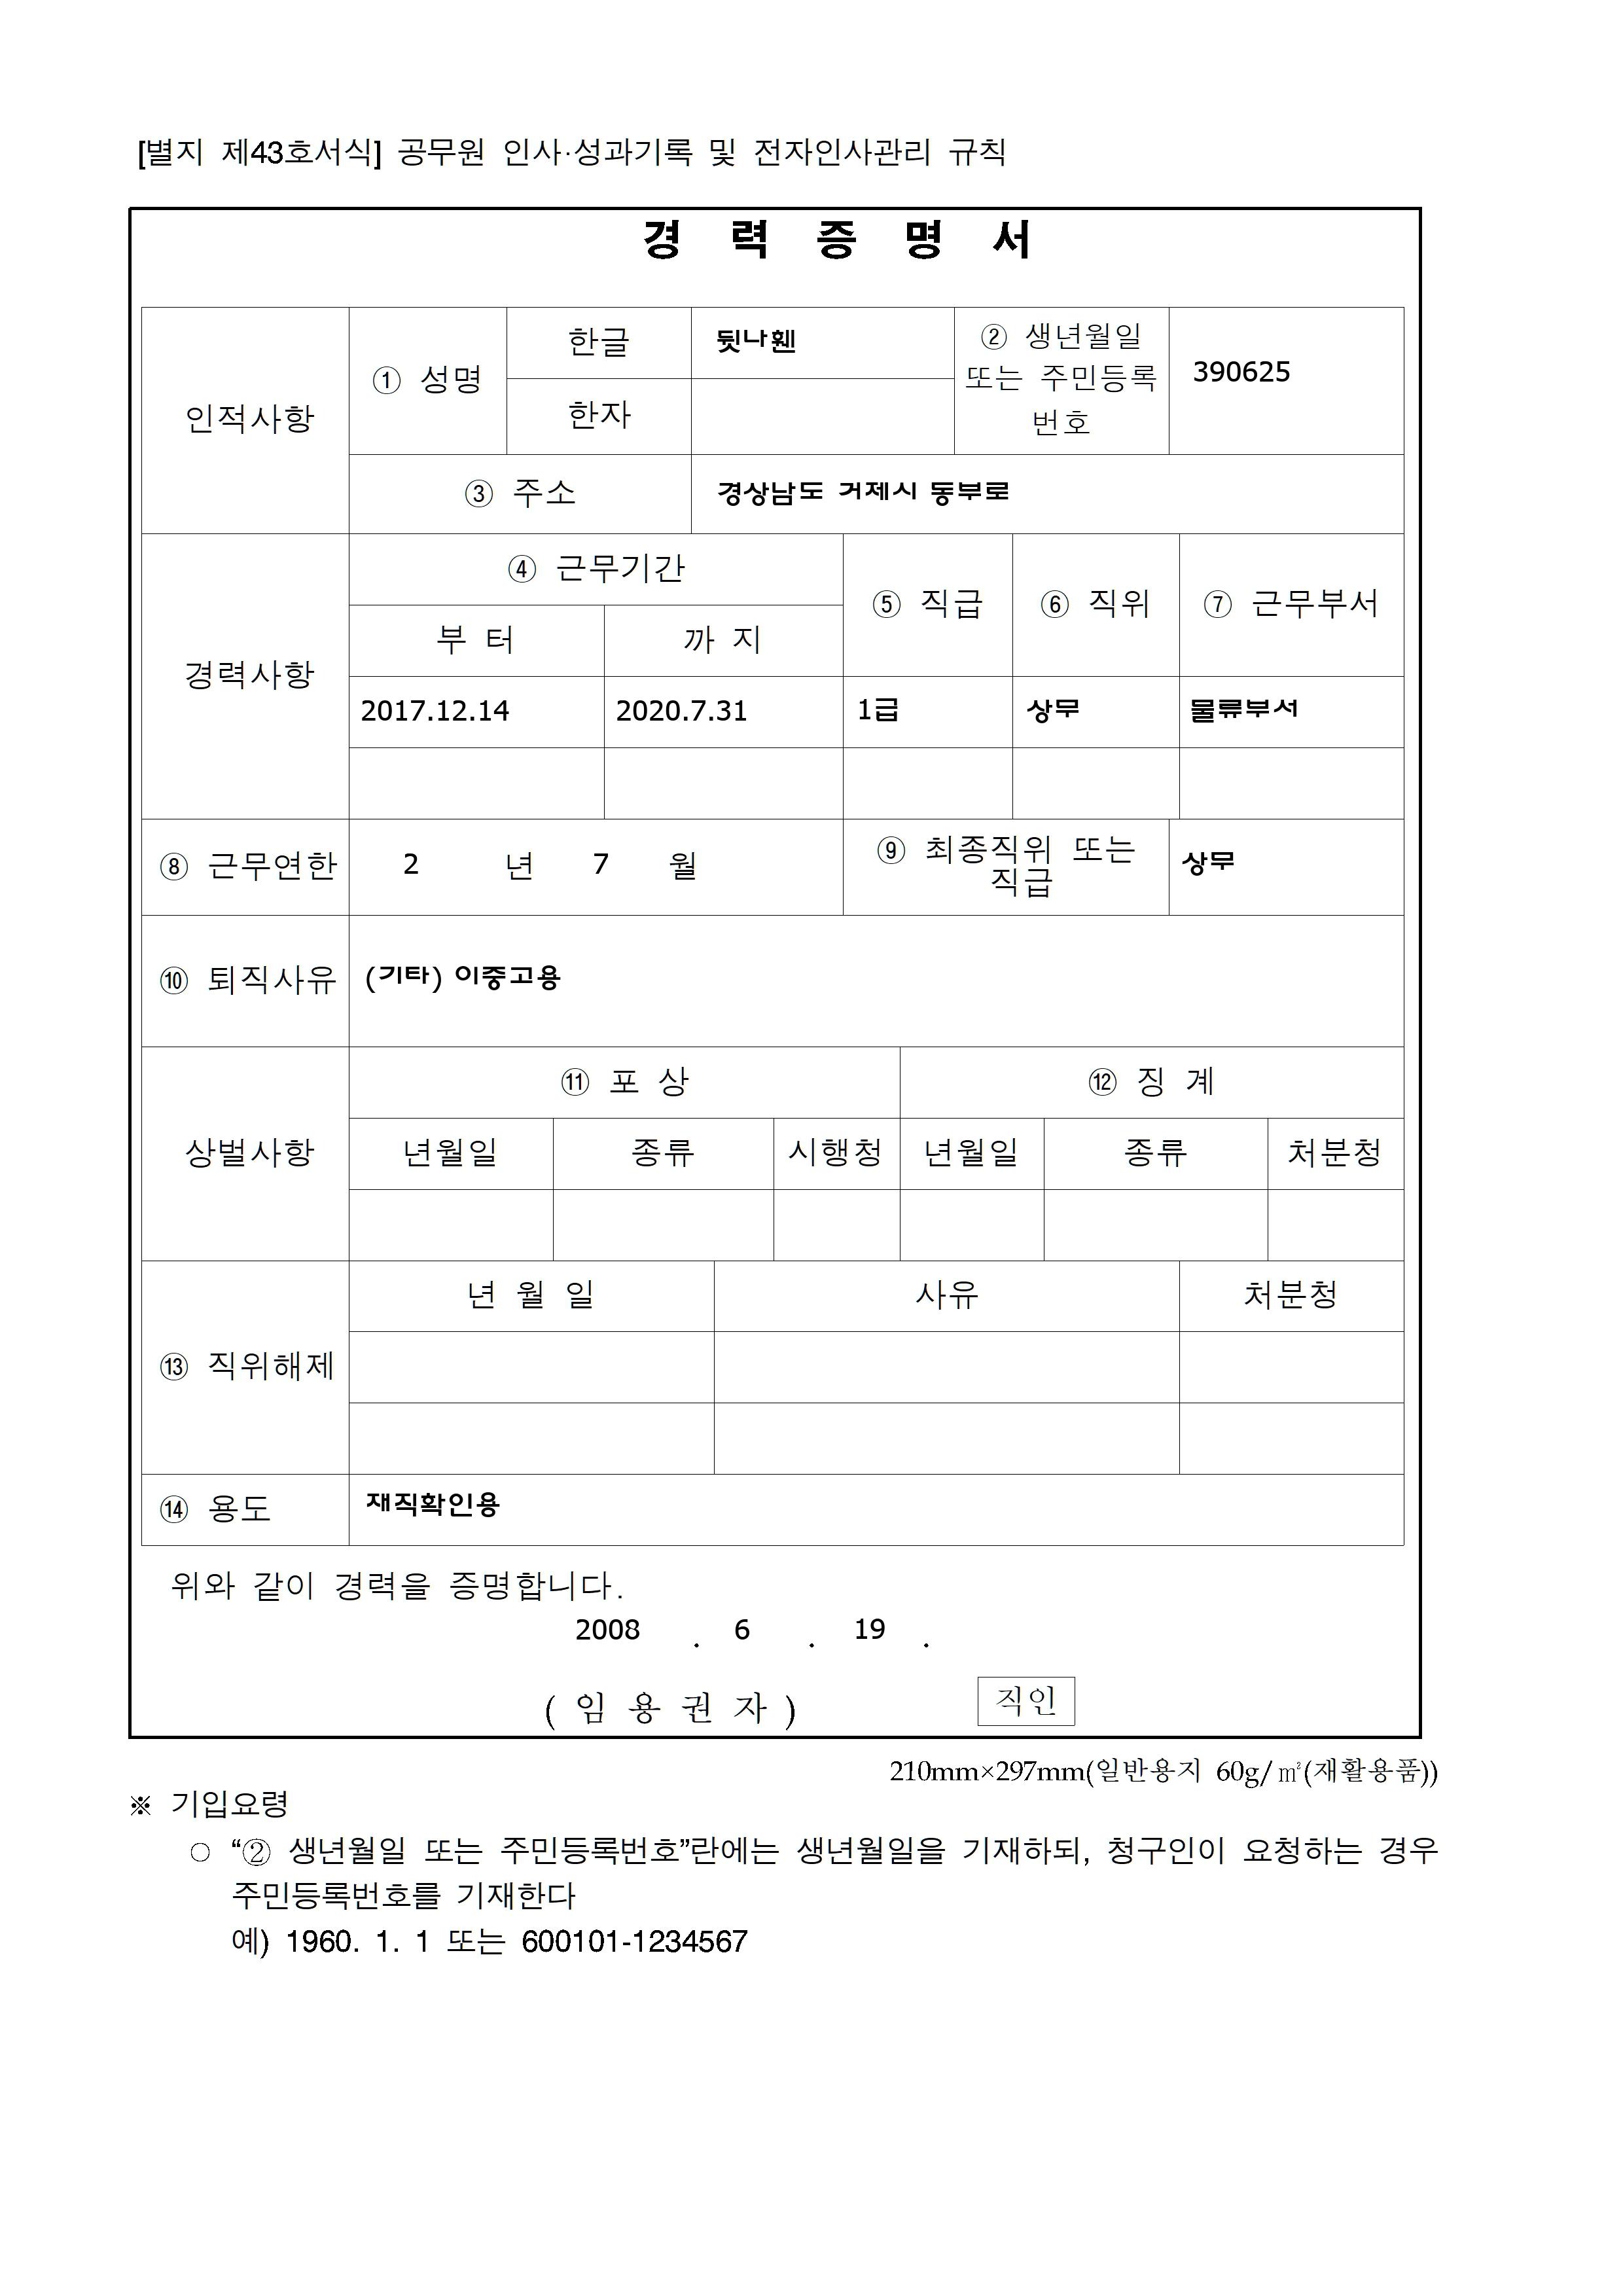 [별지 제43호서식] 공무원 인사·성과기록 및 전자인사관리 규칙
경 력 증 명 서
인적사항
① 성명
한글
뒷나휀
② 생년월일
또는 주민등록
번호
390625
한자
③ 주소
경상남도 거제시 동부로
경력사항
④ 근무기간
⑤ 직급
⑥ 직위
⑦ 근무부서
부 터
까 지
2017.12.14
2020.7.31
1급
상무
물류부서
⑧ 근무연한
2 년 7 월
⑨ 최종직위 또는
직급
상무
⑩ 퇴직사유
(기타) 이중고용
상벌사항
⑪ 포 상
⑫ 징 계
년월일
종류
시행청
년월일
종류
처분청
⑬ 직위해제
년 월 일
사유
처분청
⑭ 용도
재직확인용
위와 같이 경력을 증명합니다.
2008 . 6 . 19 .
( 임 용 권 자 )
직인
210mm×297mm(일반용지 60g/㎡(재활용품))
※ 기입요령
○ “② 생년월일 또는 주민등록번호”란에는 생년월일을 기재하되, 청구인이 요청하는 경우
주민등록번호를 기재한다
예) 1960. 1. 1 또는 600101-1234567